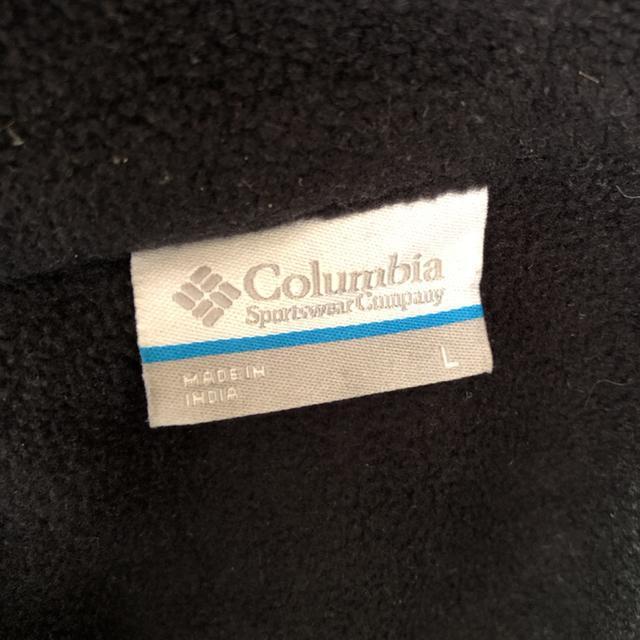 Columbia
Sportswear Company
MADE IN
INDIA
L